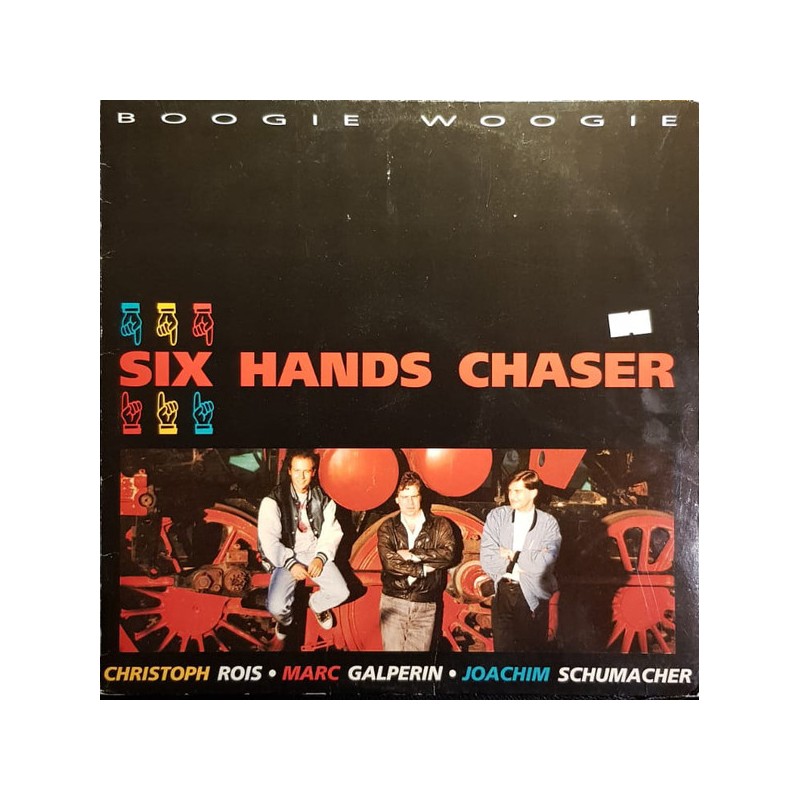 BOOGIE WOOGIE
SIX HANDS CHASER
CHRISTOPH ROIS • MARC GALPERIN • JOACHIM SCHUMACHER